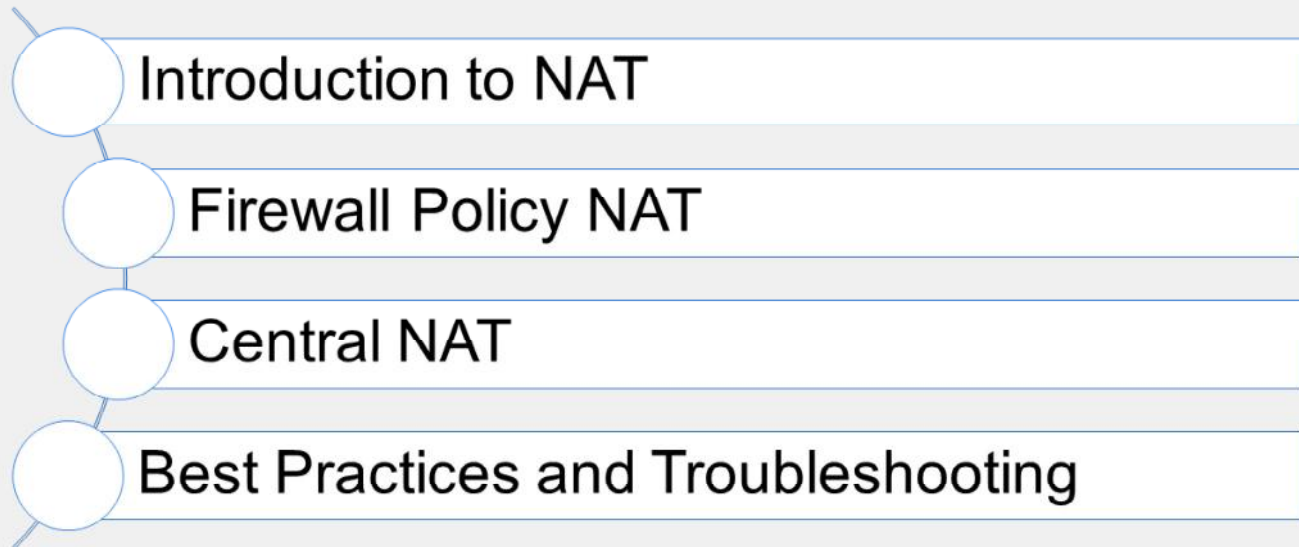 Introduction to NAT
Firewall Policy NAT
Central NAT
Best Practices and Troubleshooting